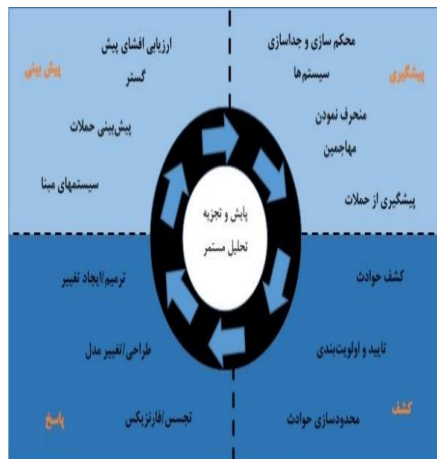 پیشگیری
محکم سازی و جداسازی
سیستم‌ها
منحرف نمودن
مهاجمین
پیشگیری از حملات
پیش بینی
ارزیابی افشای پیش
گستر
پیش‌بینی حملات
سیستمهای مبنا
پایش و تجزیه
تحلیل مستمر
کشف حوادث
تایید و اولویت‌بندی
محدودسازی حوادث
کشف
ترمیم/ایجاد تغییر
طراحی/تغییر مدل
تجسس/فارنزیکس
پاسخ